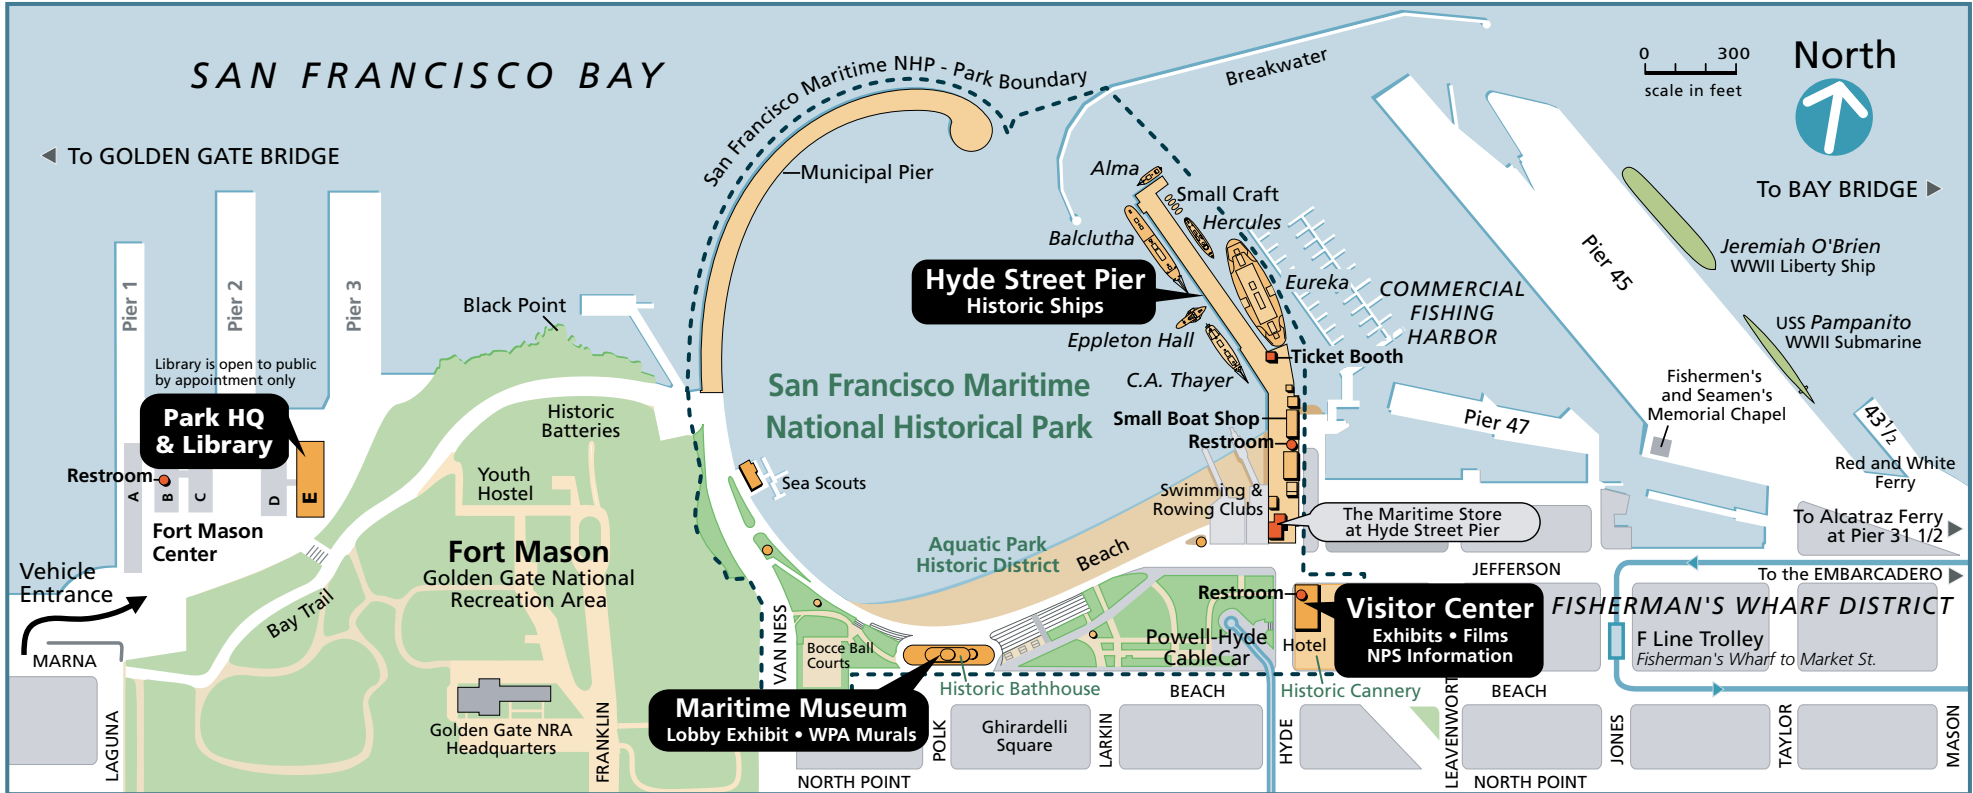 SAN FRANCISCO BAY
San Francisco Maritime NHP - Park Boundary
Breakwater
0 300
scale in feet
North
To GOLDEN GATE BRIDGE
To BAY BRIDGE
Municipal Pier
Alma
Small Craft
Hercules
Balclutha
Hyde Street Pier
Historic Ships
Eureka
Eppleton Hall
C.A. Thayer
Ticket Booth
COMMERCIAL
FISHING
HARBOR
Pier 45
Jeremiah O'Brien
WWII Liberty Ship
USS Pampanito
WWII Submarine
Fishermen's
and Seamen's
Memorial Chapel
Pier 47
43 1/2
Red and White
Ferry
To Alcatraz Ferry
at Pier 31 1/2
Pier 1
Pier 2
Pier 3
Black Point
Library is open to public
by appointment only
Park HQ
& Library
Restroom
A
B
C
D
E
Fort Mason
Center
Historic
Batteries
Youth
Hostel
Fort Mason
Golden Gate National
Recreation Area
San Francisco Maritime
National Historical Park
Small Boat Shop
Restroom
Sea Scouts
Swimming &
Rowing Clubs
The Maritime Store
at Hyde Street Pier
Aquatic Park
Historic District
Beach
Vehicle
Entrance
Bay Trail
MARNA
LAGUNA
Golden Gate NRA
Headquarters
FRANKLIN
VAN NESS
Bocce Ball
Courts
Maritime Museum
Lobby Exhibit • WPA Murals
Historic Bathhouse
Powell-Hyde
CableCar
Restroom
Hotel
Visitor Center
Exhibits • Films
NPS Information
Historic Cannery
JEFFERSON
To the EMBARCADERO
FISHERMAN'S WHARF DISTRICT
F Line Trolley
Fisherman's Wharf to Market St.
BEACH
BEACH
POLK
Ghirardelli
Square
LARKIN
HYDE
LEAVENWORTH
JONES
TAYLOR
MASON
NORTH POINT
NORTH POINT